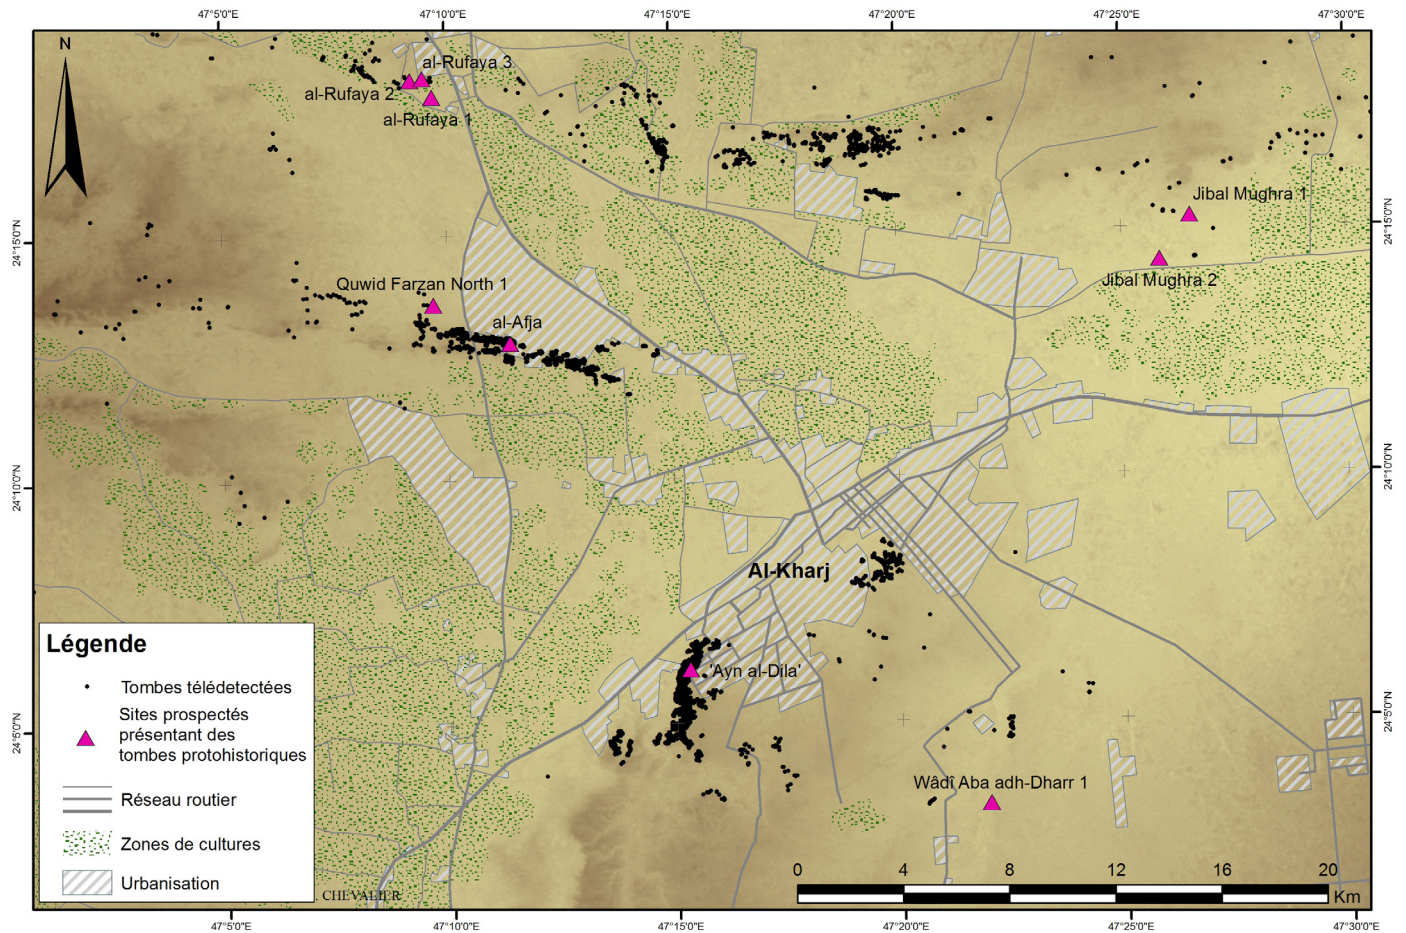 47°5'0"E
47°10'0"E
47°15'0"E
47°20'0"E
47°25'0"E
47°30'0"E
N
al-Rufaya 3
al-Rufaya 2
al-Rufaya 1
Jibal Mughra 1
24°15'0"N
24°15'0"N
Jibal Mughra 2
Quwid Farzan North 1
al-Afja
24°10'0"N
24°10'0"N
Al-Kharj
'Ayn al-Dila'
24°5'0"N
24°5'0"N
Wâdî Aba adh-Dharr 1
Légende
Tombes télédetectées
Sites prospectés
présentant des
tombes protohistoriques
Réseau routier
Zones de cultures
Urbanisation
. CHEVALIER
0 4 8 12 16 20
Km
47°5'0"E
47°10'0"E
47°15'0"E
47°20'0"E
47°25'0"E
47°30'0"E